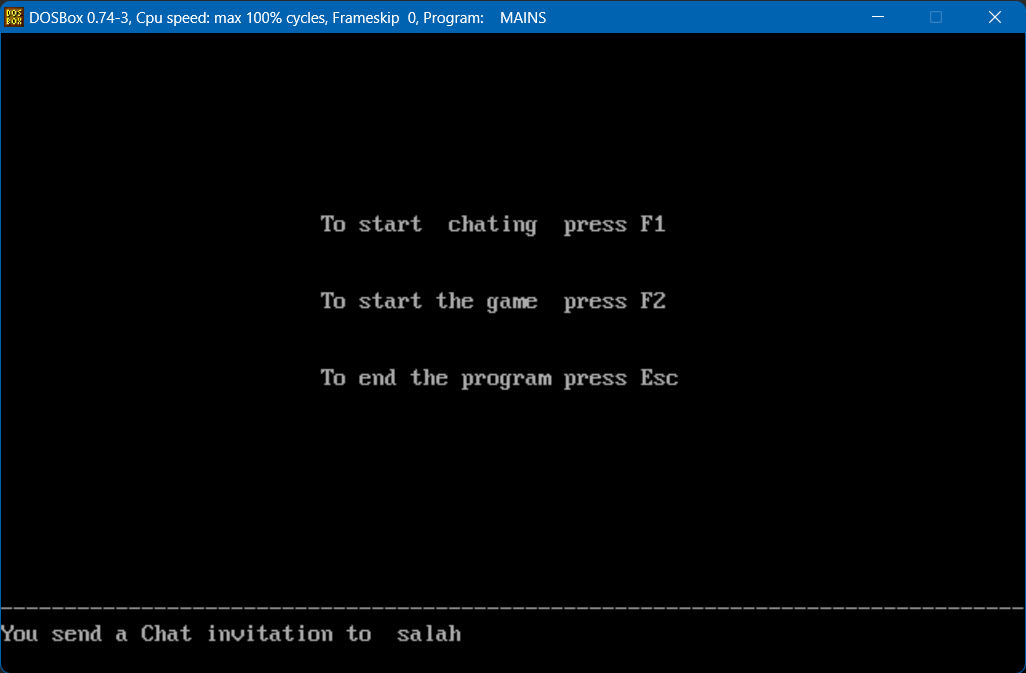 DOSBox 0.74-3, Cpu speed: max 100% cycles, Frameskip 0, Program: MAINS
To start chating press F1
To start the game press F2
To end the program press Esc
You send a Chat invitation to salah